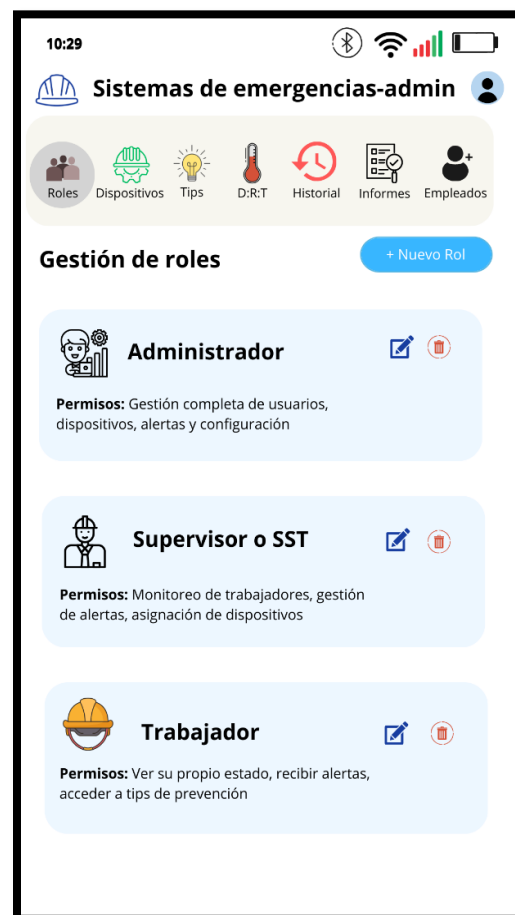 10:29
Sistemas de emergencias-admin
Roles Dispositivos Tips D:R:T Historial Informes Empleados
Gestión de roles
+ Nuevo Rol
Administrador
Permisos: Gestión completa de usuarios,
dispositivos, alertas y configuración
Supervisor o SST
Permisos: Monitoreo de trabajadores, gestión
de alertas, asignación de dispositivos
Trabajador
Permisos: Ver su propio estado, recibir alertas,
acceder a tips de prevención